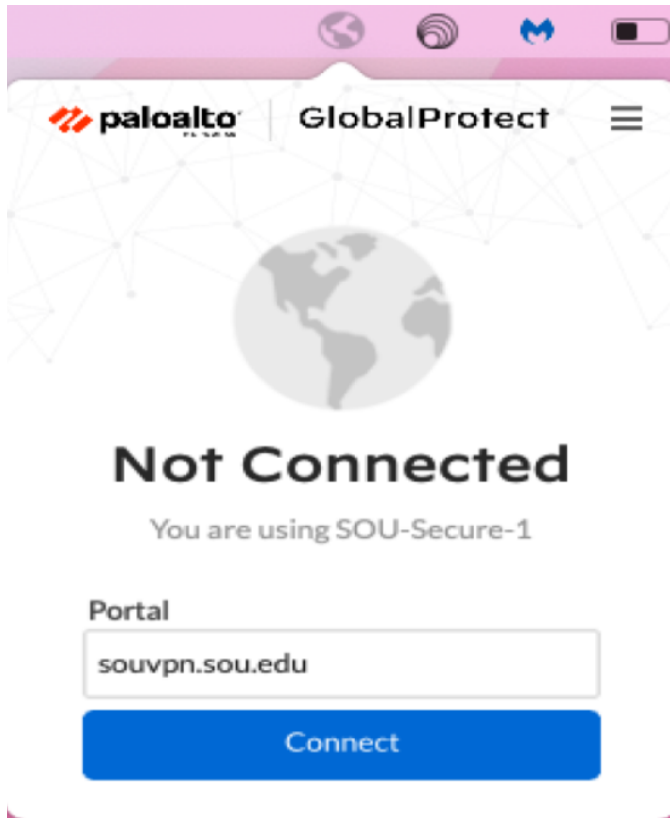 paloalto GlobalProtect
Not Connected
You are using SOU-Secure-1
Portal
souvpn.sou.edu
Connect